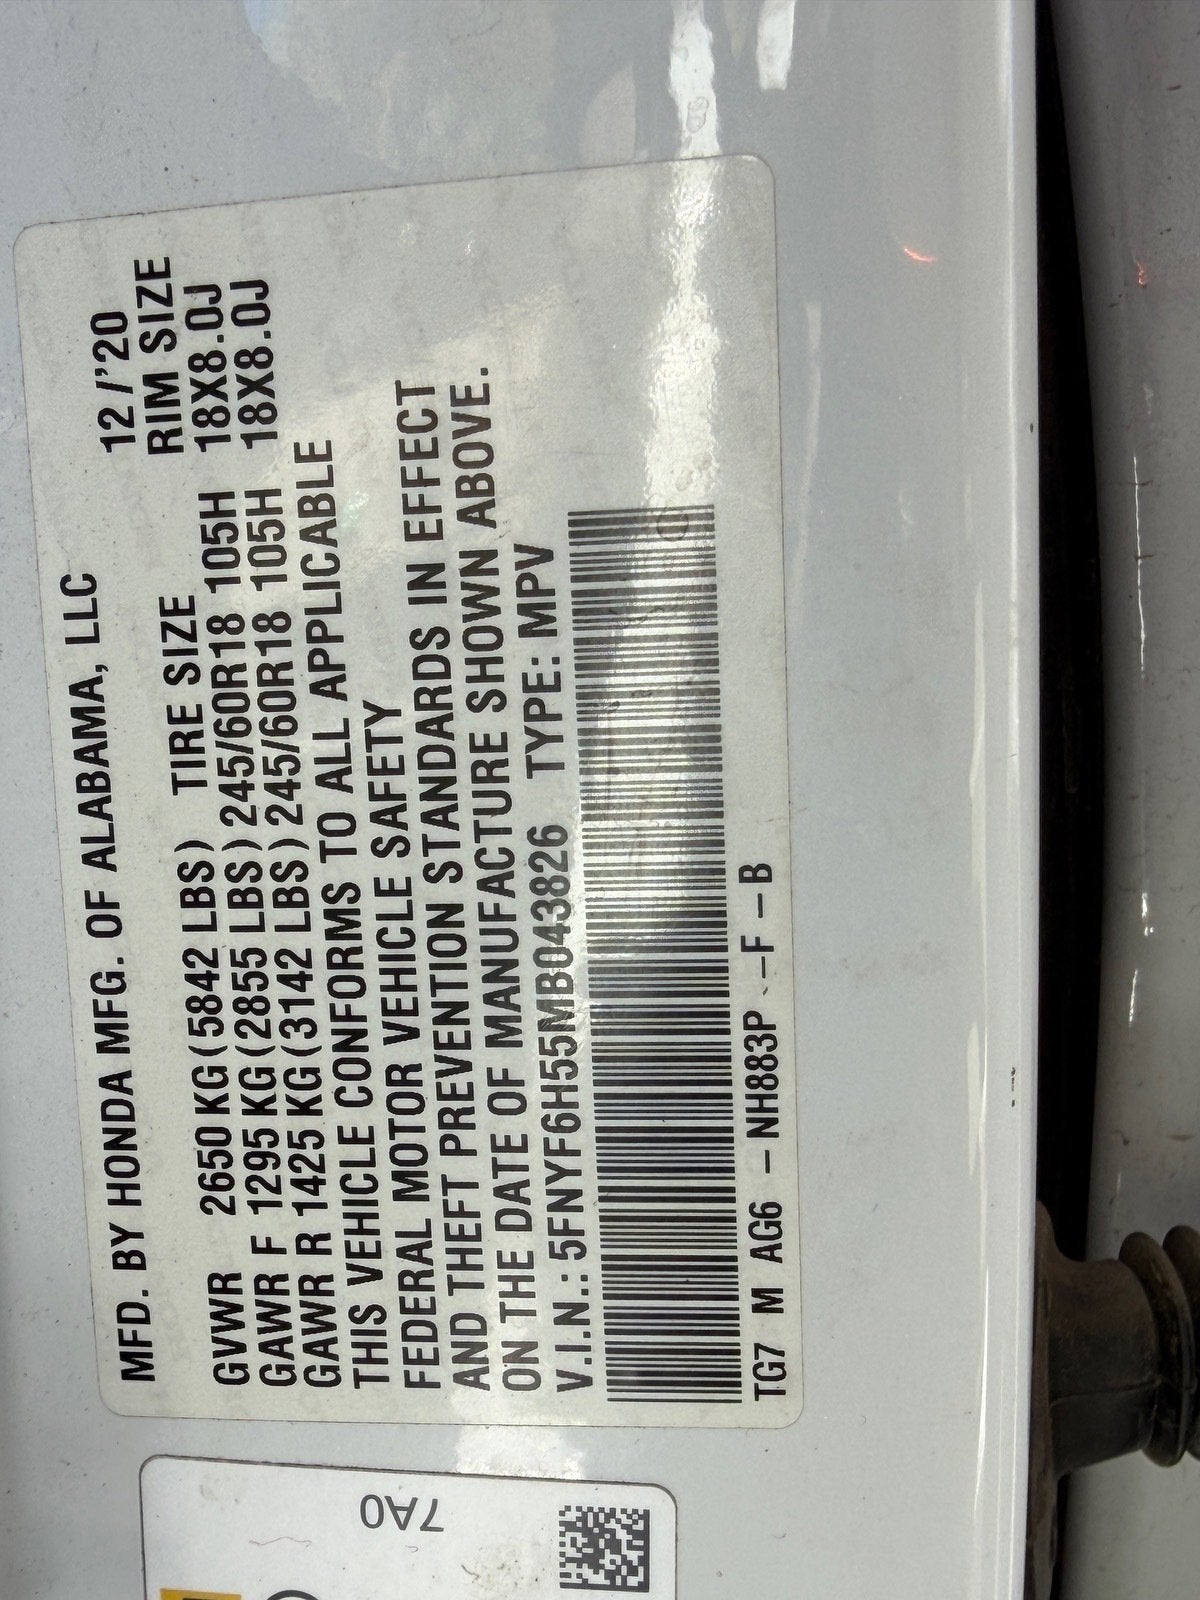 MFD. BY HONDA MFG. OF ALABAMA, LLC 12/'20
TIRE SIZE RIM SIZE
GVWR 2650 KG (5842 LBS)
GAWR F 1295 KG (2855 LBS) 245/60R18 105H 18X8.0J
GAWR R 1425 KG (3142 LBS) 245/60R18 105H 18X8.0J
THIS VEHICLE CONFORMS TO ALL APPLICABLE
FEDERAL MOTOR VEHICLE SAFETY
AND THEFT PREVENTION STANDARDS IN EFFECT
ON THE DATE OF MANUFACTURE SHOWN ABOVE.
V.I.N.: 5FNYF6H55MB043826 TYPE: MPV
TG7 M AG6 - NH883P - F - B
7A0